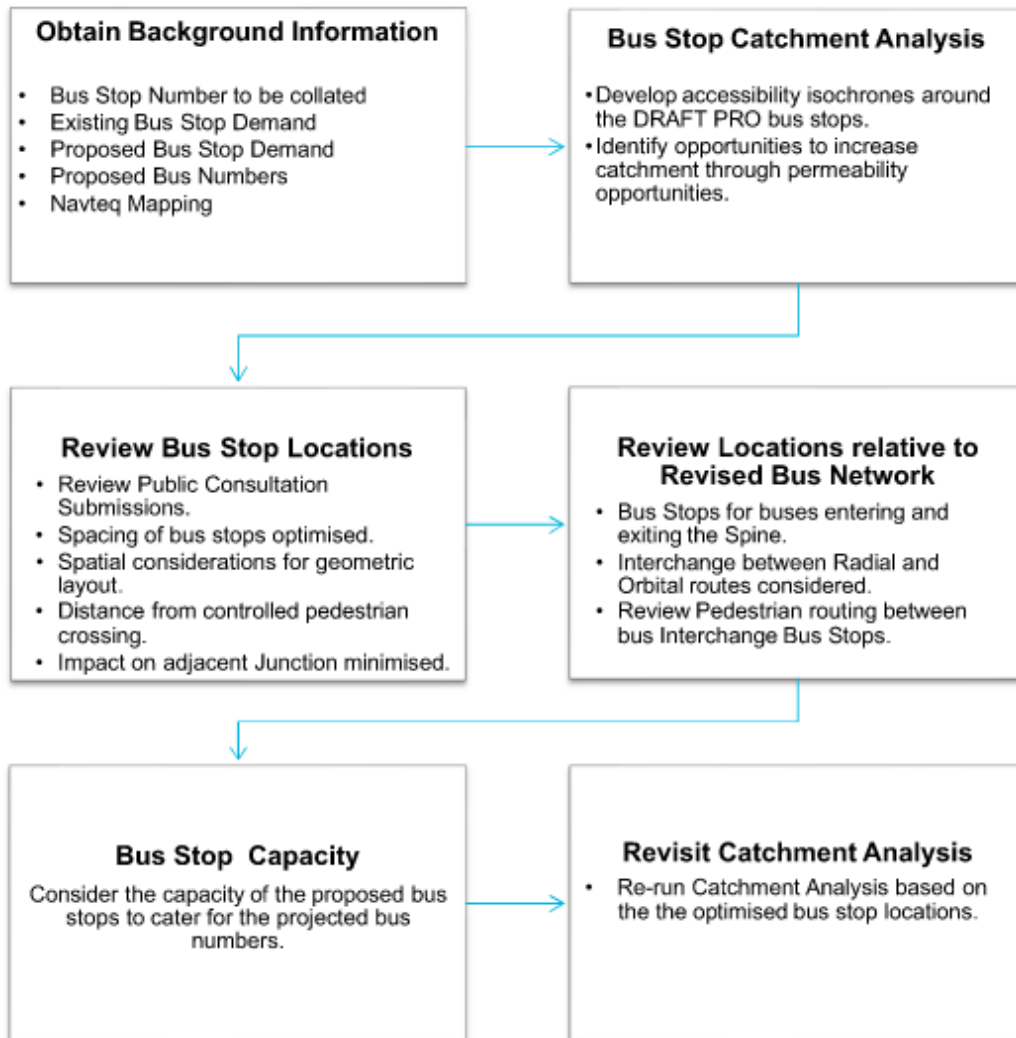 Obtain Background Information
• Bus Stop Number to be collated
• Existing Bus Stop Demand
• Proposed Bus Stop Demand
• Proposed Bus Numbers
• Navteq Mapping
Bus Stop Catchment Analysis
•Develop accessibility isochrones around
the DRAFT PRO bus stops.
•Identify opportunities to increase
catchment through permeability
opportunities.
Review Bus Stop Locations
• Review Public Consultation
Submissions.
• Spacing of bus stops optimised.
• Spatial considerations for geometric
layout.
• Distance from controlled pedestrian
crossing.
• Impact on adjacent Junction minimised.
Review Locations relative to
Revised Bus Network
• Bus Stops for buses entering and
exiting the Spine.
• Interchange between Radial and
Orbital routes considered.
• Review Pedestrian routing between
bus Interchange Bus Stops.
Bus Stop Capacity
Consider the capacity of the proposed bus
stops to cater for the projected bus
numbers.
Revisit Catchment Analysis
• Re-run Catchment Analysis based on
the the optimised bus stop locations.